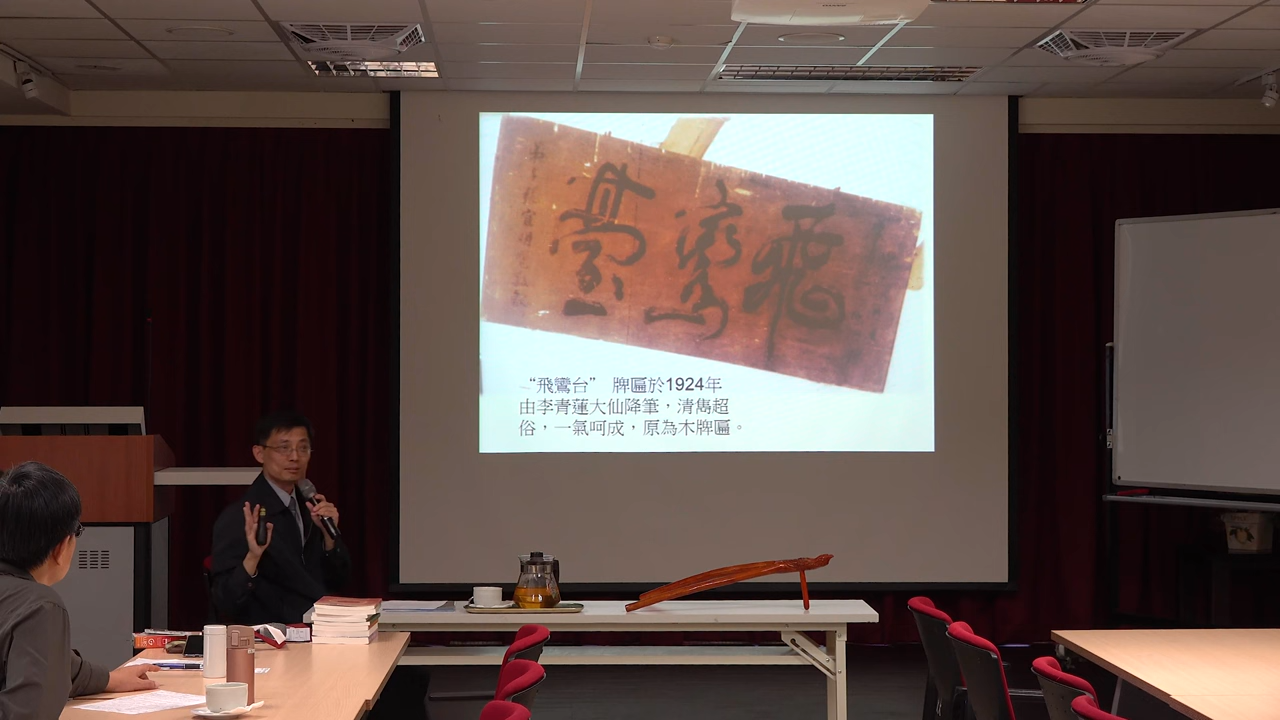 飛鸞臺
“飛鸞台” 牌匾於1924年
由李青蓮大仙降筆，清雋超
俗，一氣呵成，原為木牌匾。